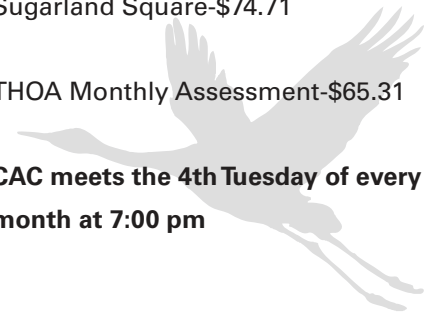 Sugarland Square-$74.71
THOA Monthly Assessment-$65.31
CAC meets the 4th Tuesday of every
month at 7:00 pm